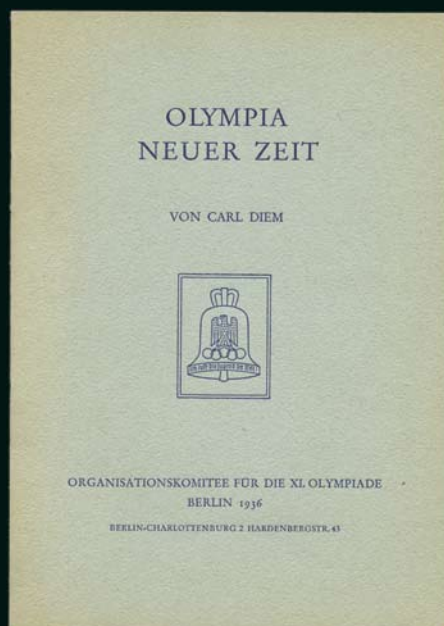 OLYMPIA
NEUER ZEIT
VON CARL DIEM
ORGANISATIONSKOMITEE FÜR DIE XI. OLYMPIADE
BERLIN 1936
BERLIN-CHARLOTTENBURG 2 HARDENBERGSTR. 43